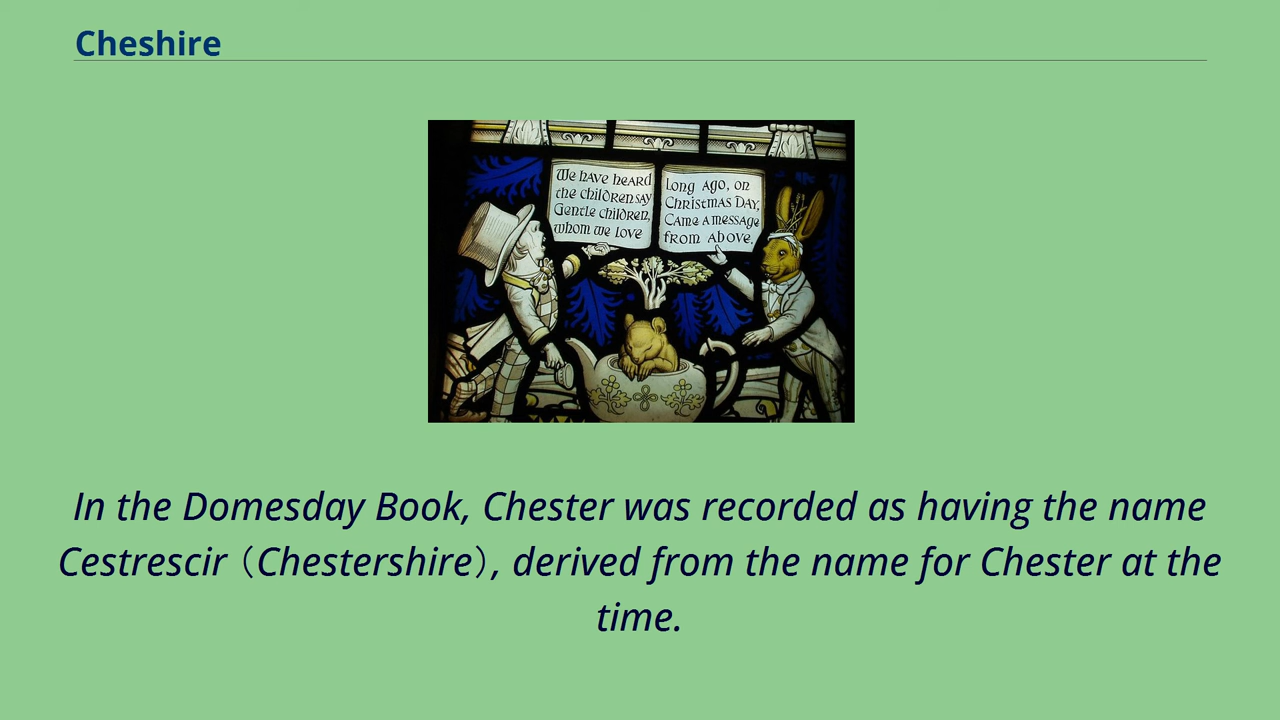 Cheshire
We have heard
the children say
Gentle children,
whom we love
Long ago, on
Christmas Day,
Came a message
from above.
In the Domesday Book, Chester was recorded as having the name
Cestrescir（Chestershire）, derived from the name for Chester at the
time.